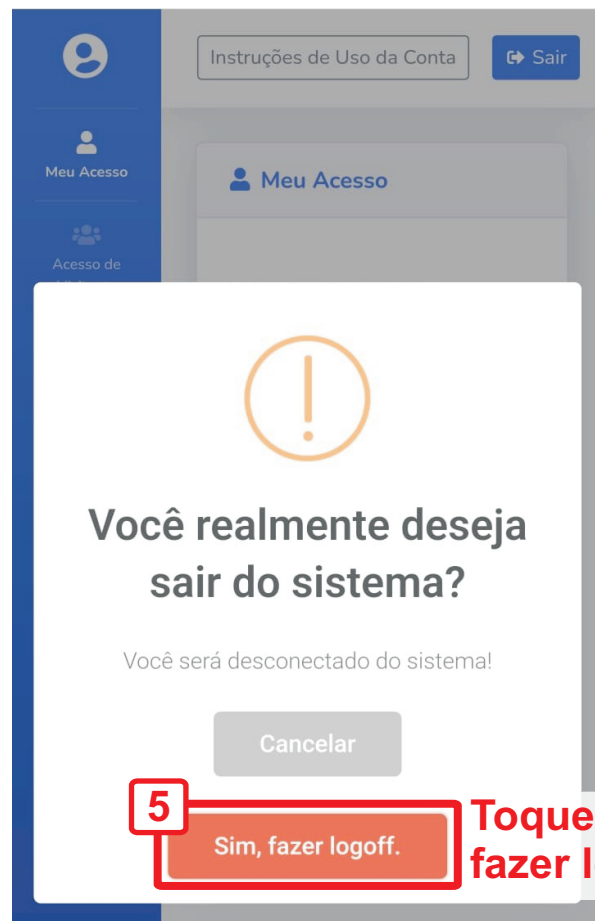 Instruções de Uso da Conta
Sair
Meu Acesso
Meu Acesso
Acesso de
Você realmente deseja
sair do sistema?
Você será desconectado do sistema!
Cancelar
5
Sim, fazer logoff.
Toque
fazer